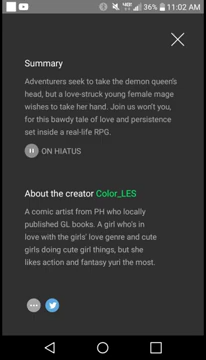 36% 11:02 AM
Summary
Adventurers seek to take the demon queen's
head, but a love-struck young female mage
wishes to take her hand. Join us won't you,
for this bawdy tale of love and persistence
set inside a real-life RPG.
ON HIATUS
About the creator Color_LES
A comic artist from PH who locally
published GL books. A girl who's in
love with the girls' love genre and cute
girls doing cute girl things, but she
likes action and fantasy yuri the most.